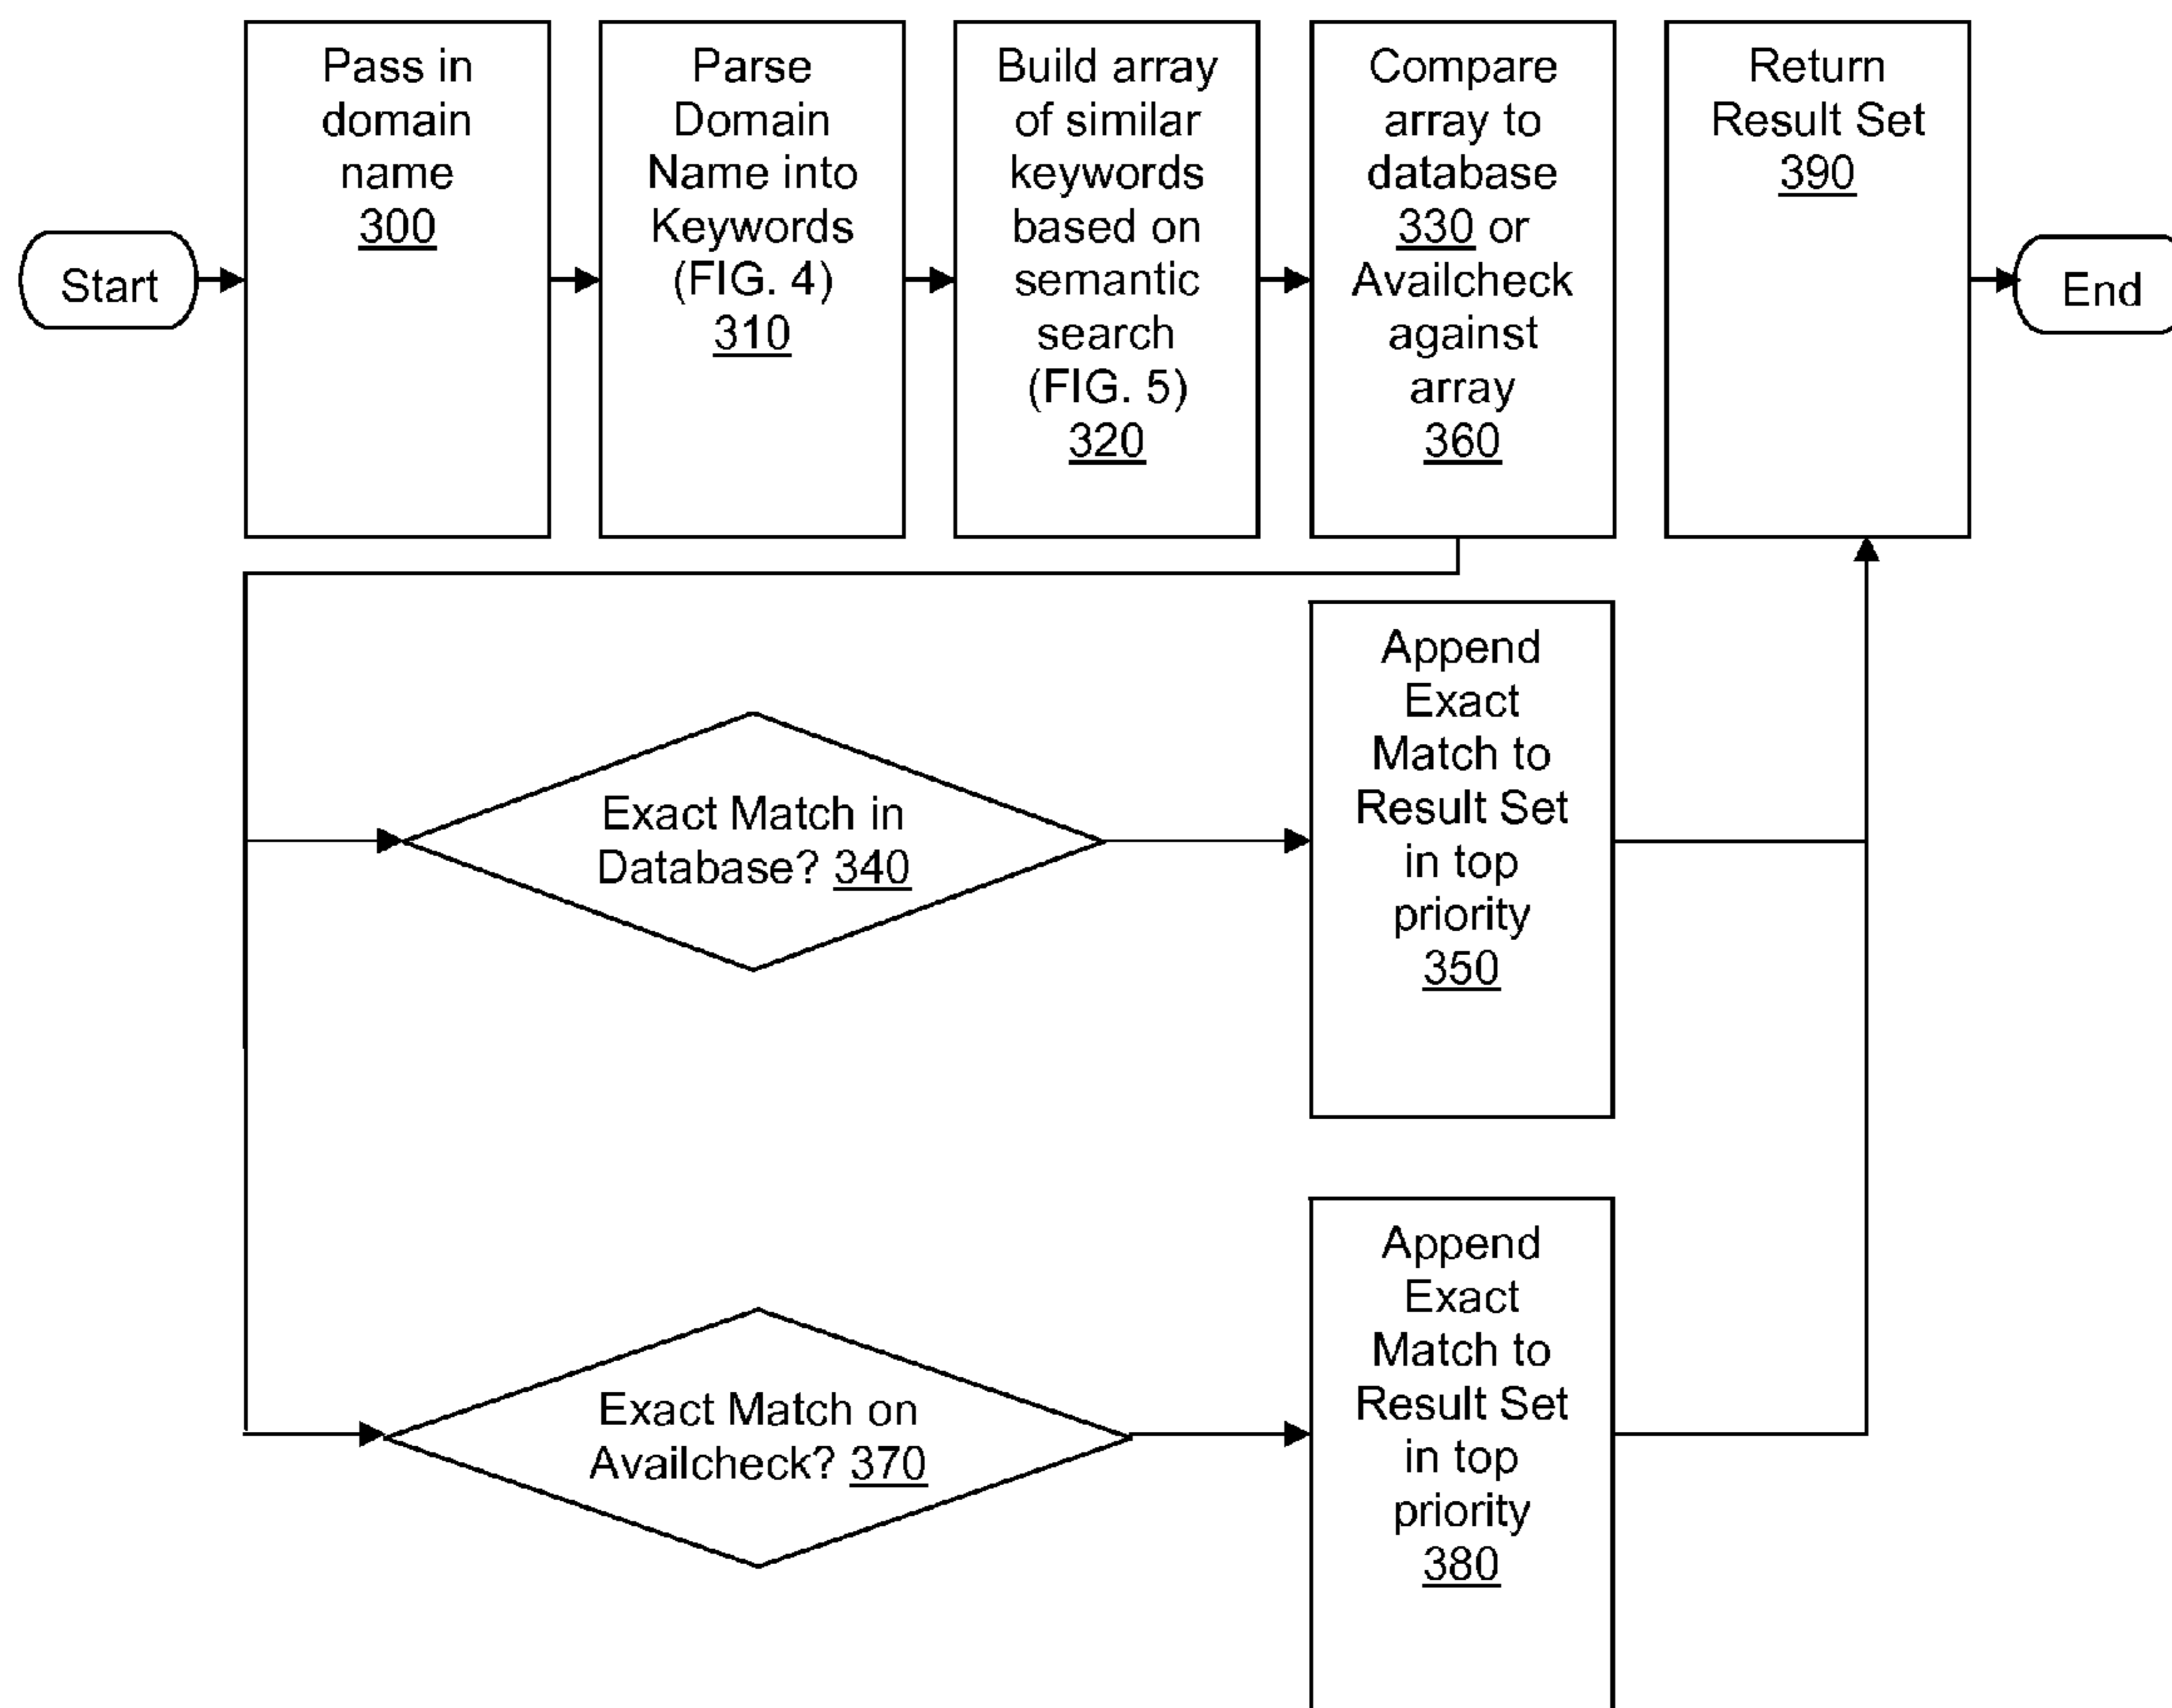 Start
Pass in
domain
name
300
Parse
Domain
Name into
Keywords
(FIG. 4)
310
Build array
of similar
keywords
based on
semantic
search
(FIG. 5)
320
Compare
array to
database
330 or
Availcheck
against
array
360
Return
Result Set
390
End
Exact Match in
Database? 340
Append
Exact
Match to
Result Set
in top
priority
350
Exact Match on
Availcheck? 370
Append
Exact
Match to
Result Set
in top
priority
380